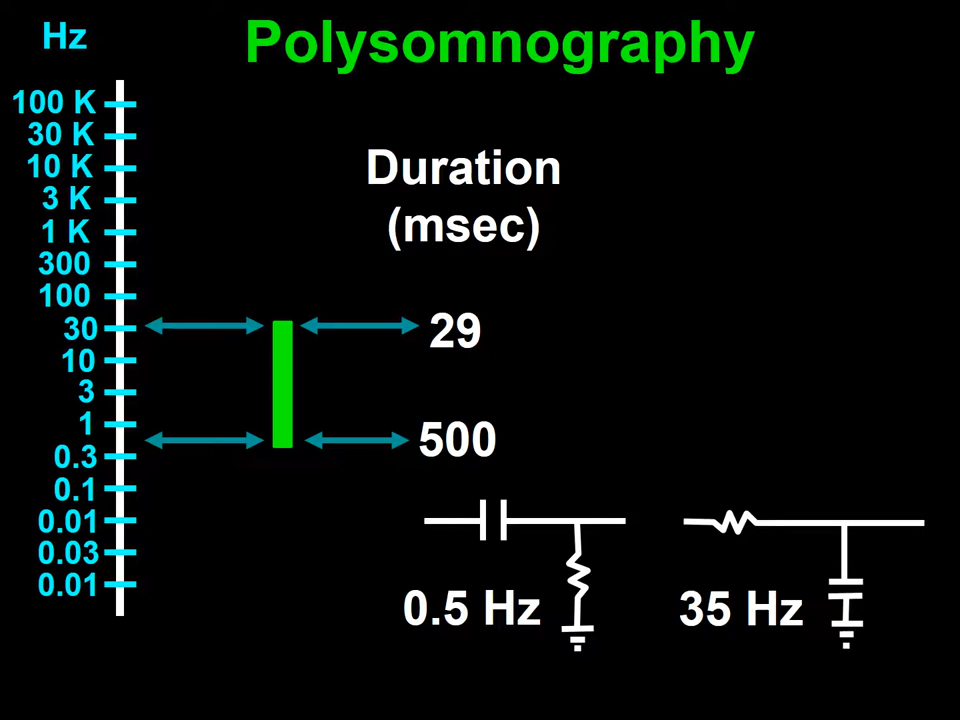 Hz
Polysomnography
100 K
30 K
10 K
3 K
1 K
300
100
30
10
3
1
0.3
0.1
0.01
0.03
0.01
Duration
(msec)
29
500
0.5 Hz
35 Hz